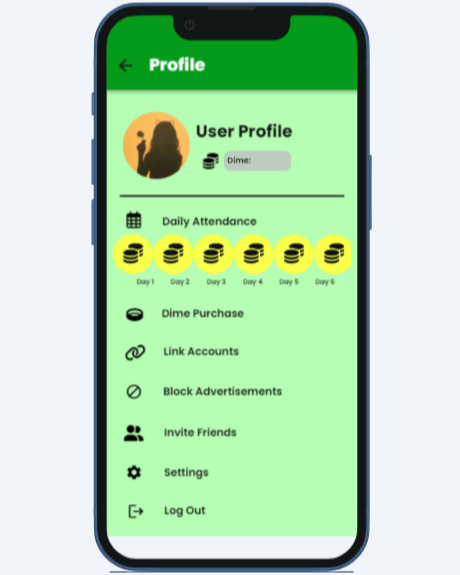 Profile
User Profile
Dime:
Daily Attendance
Day 1 Day 2 Day 3 Day 4 Day 5 Day 6
Dime Purchase
Link Accounts
Block Advertisements
Invite Friends
Settings
Log Out